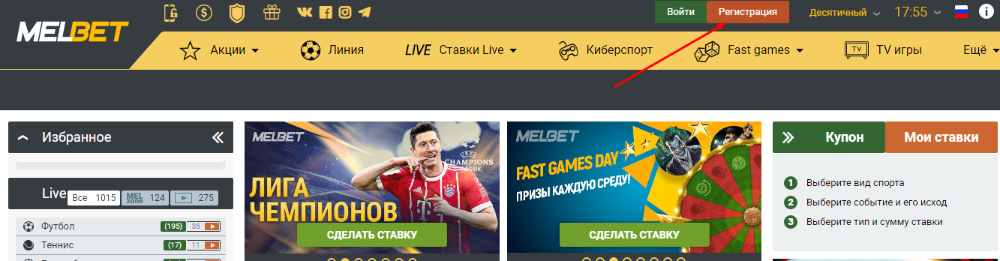 MELBET
Войти
Регистрация
Десятичный
17:55
Акции
Линия
LIVE Ставки Live
Киберспорт
Fast games
TV
TV игры
Ещё
Избранное
Live
Все 1015
MEL zone 124
275
Футбол (195) 35
Теннис (17) 11
MELBET
UEFA
CHAMPIONS
LEAGUE
ЛИГА
ЧЕМПИОНОВ
СДЕЛАТЬ СТАВКУ
MELBET
FAST GAMES DAY
ПРИЗЫ КАЖДУЮ СРЕДУ!
СДЕЛАТЬ СТАВКУ
Купон
Мои ставки
1 Выберите вид спорта
2 Выберите событие и его исход
3 Выберите тип и сумму ставки